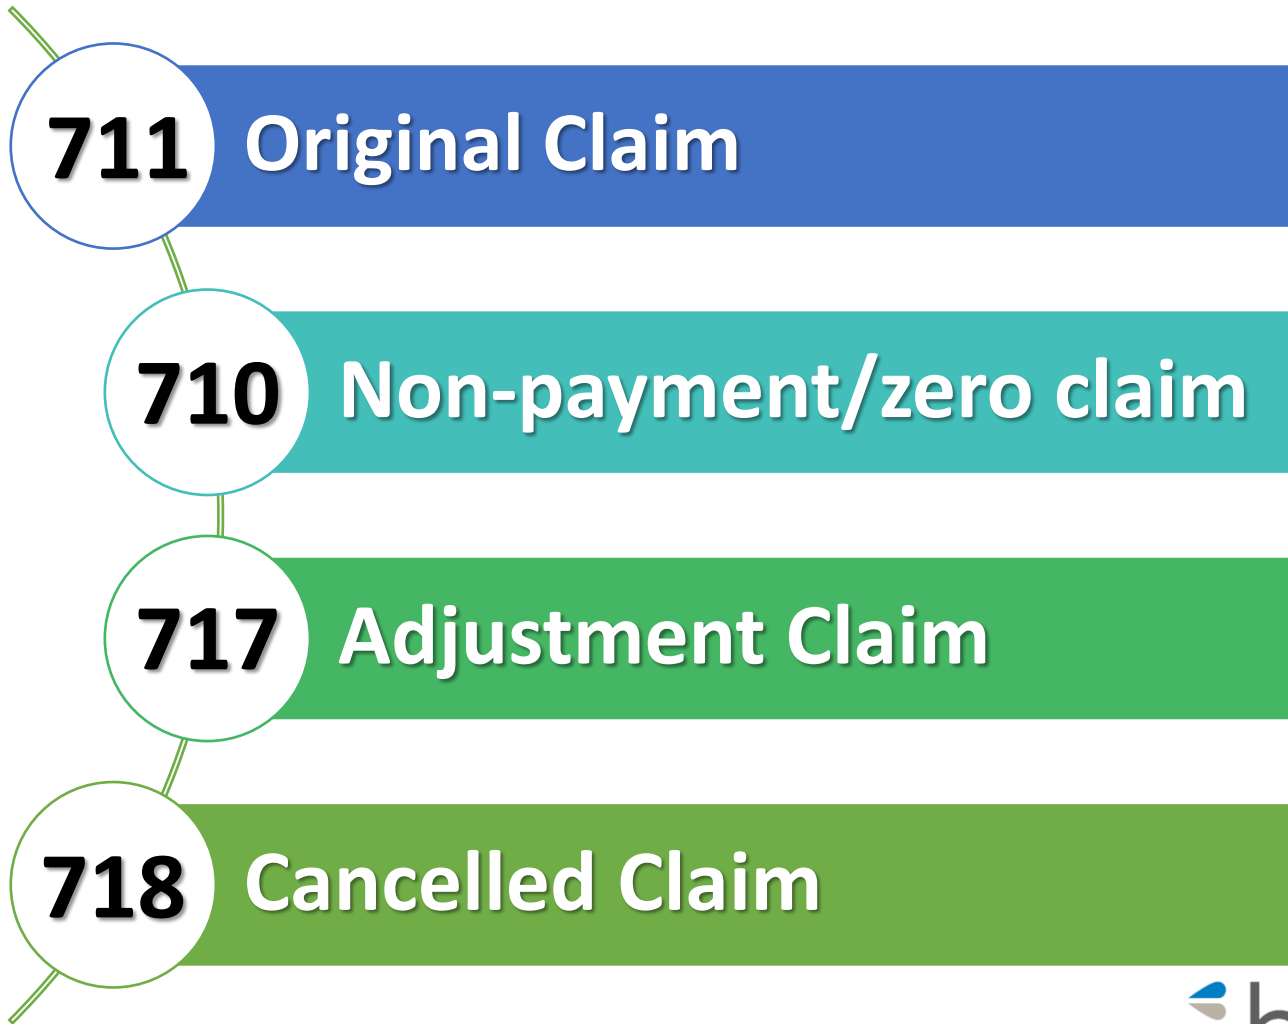 711 Original Claim
710 Non-payment/zero claim
717 Adjustment Claim
718 Cancelled Claim